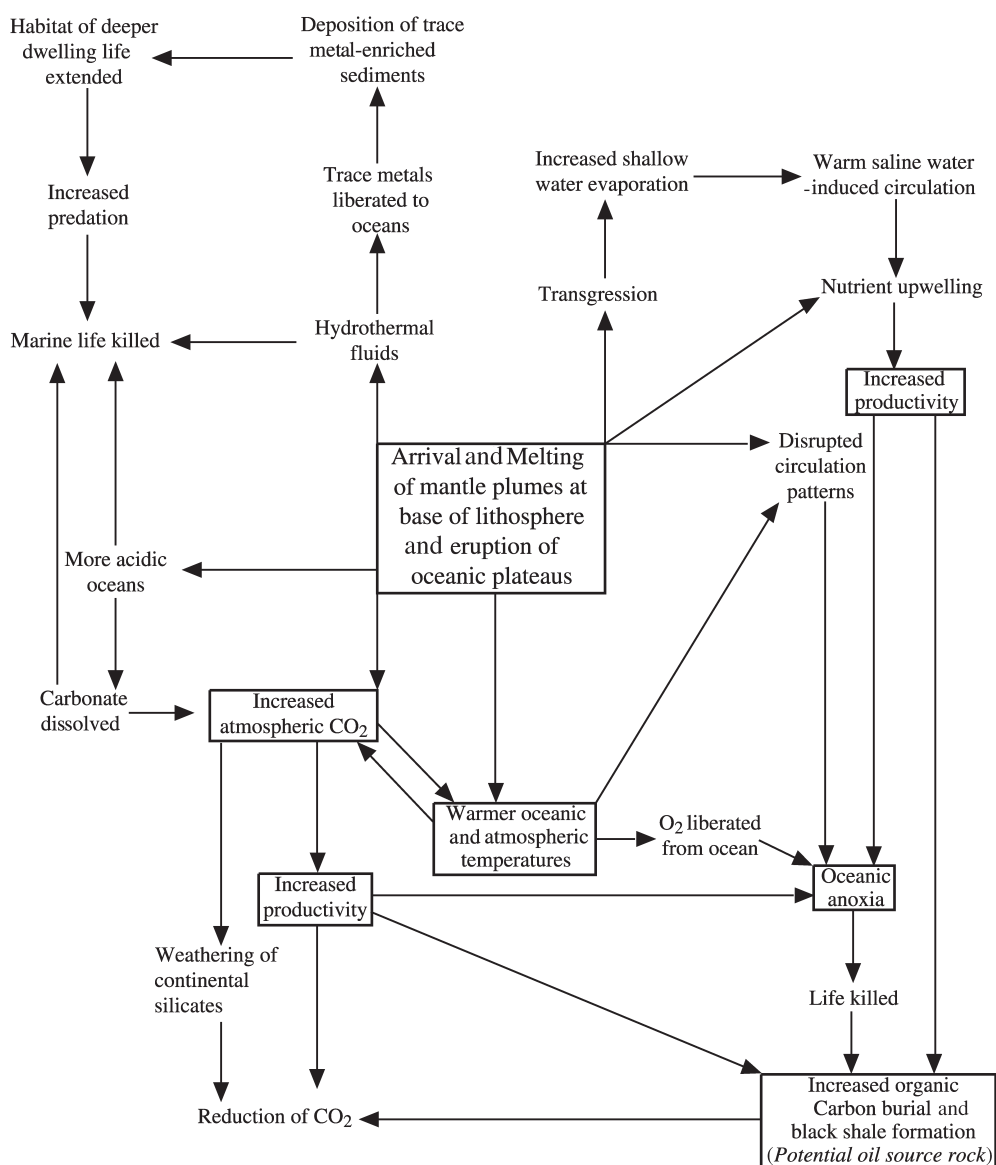 Habitat of deeper
dwelling life
extended
Deposition of trace
metal-enriched
sediments
Increased shallow
water evaporation
Warm saline water
-induced circulation
Trace metals
liberated to
oceans
Increased
predation
Transgression
Nutrient upwelling
Marine life killed
Hydrothermal
fluids
Increased
productivity
Arrival and Melting
of mantle plumes at
base of lithosphere
and eruption of
oceanic plateaus
Disrupted
circulation
patterns
More acidic
oceans
Carbonate
dissolved
Increased
atmospheric CO2
Warmer oceanic
and atmospheric
temperatures
O2 liberated
from ocean
Increased
productivity
Oceanic
anoxia
Weathering of
continental
silicates
Life killed
Reduction of CO2
Increased organic
Carbon burial and
black shale formation
(Potential oil source rock)